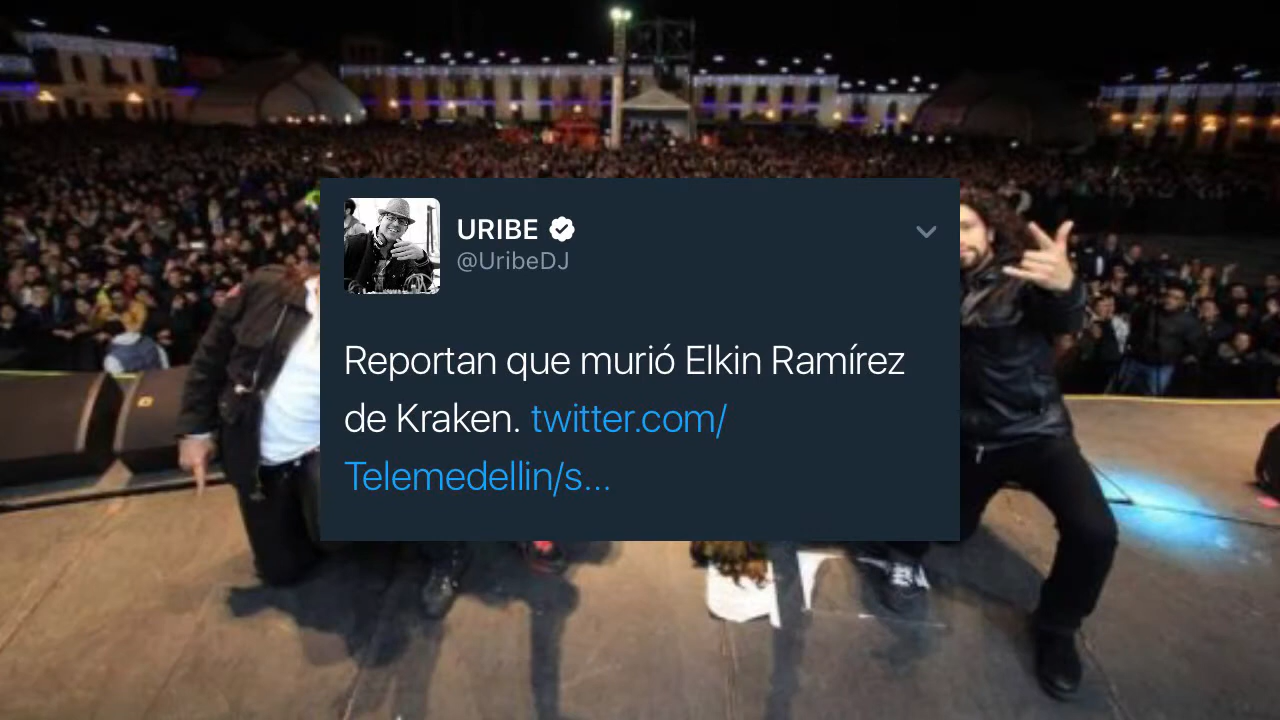 URIBE
@UribeDJ
Reportan que murió Elkin Ramírez
de Kraken. twitter.com/
Telemedellin/s...